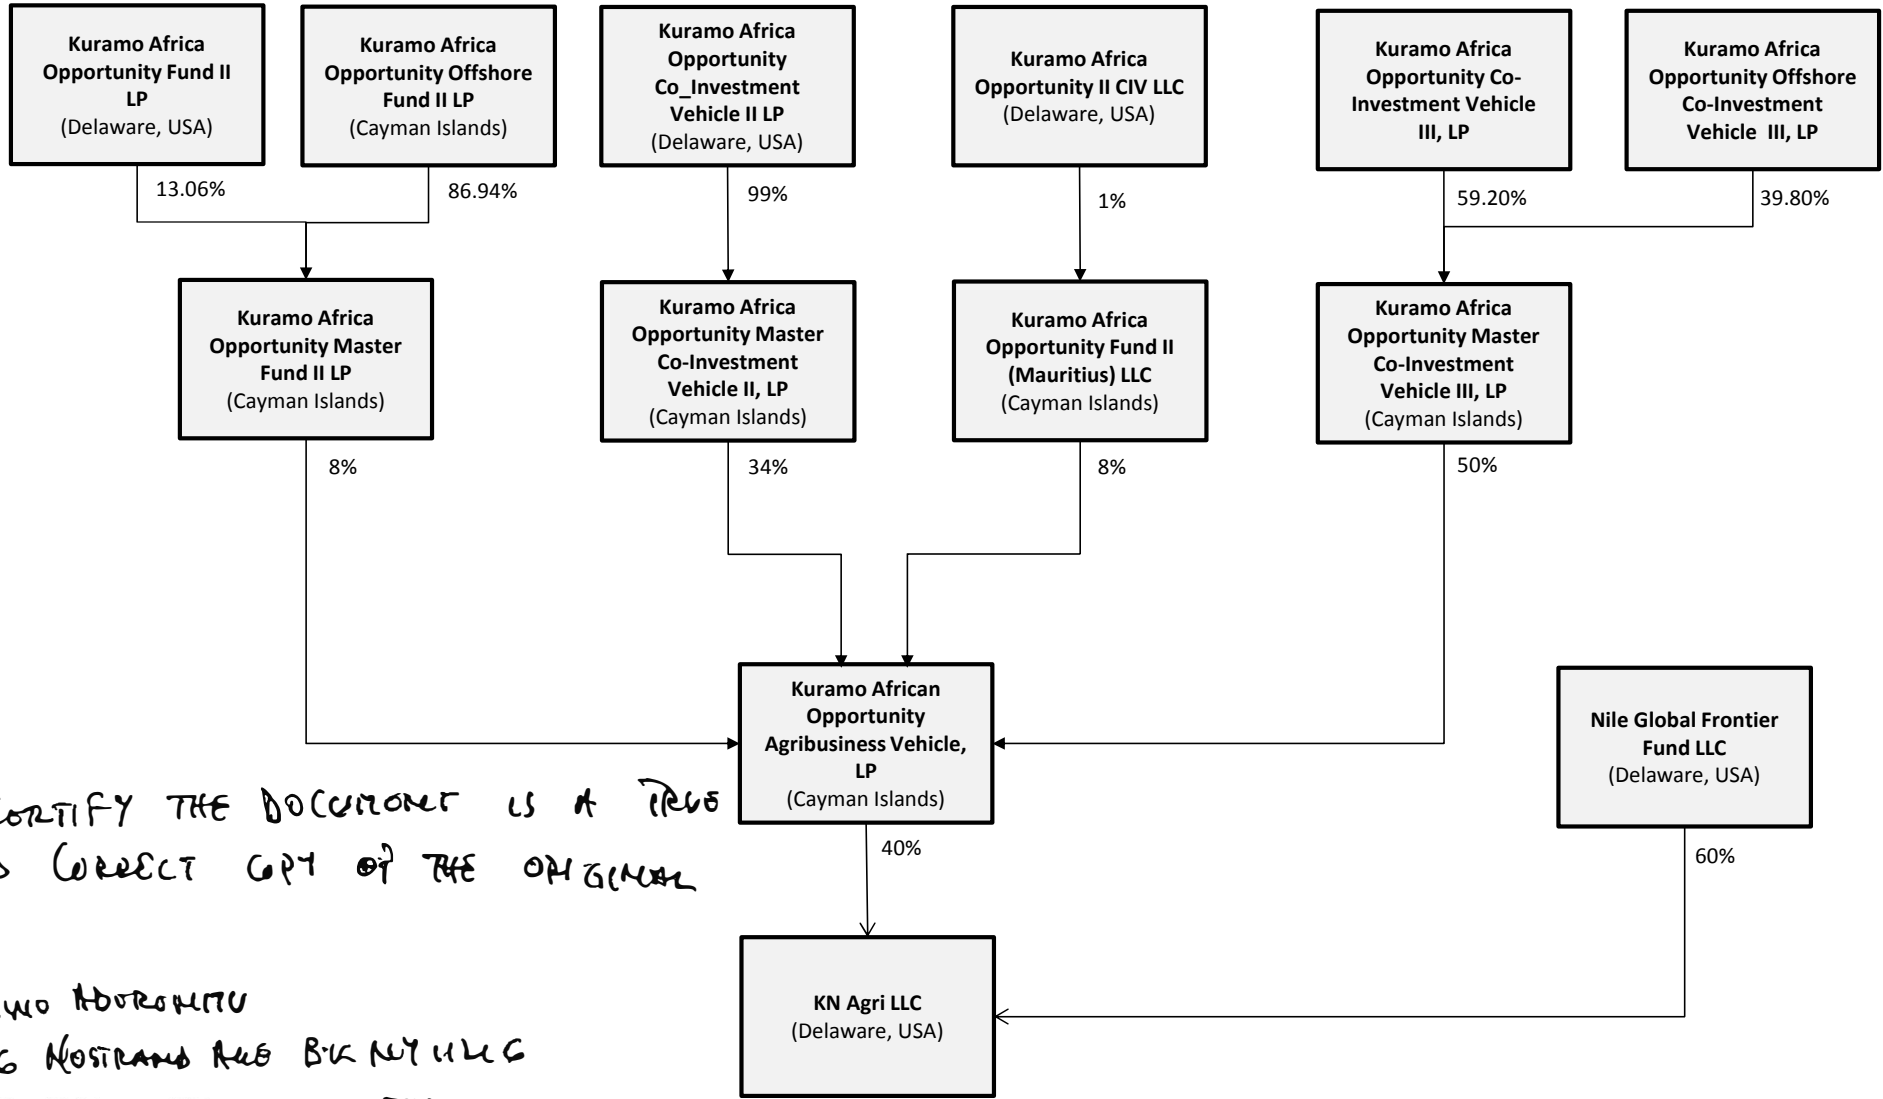 Kuramo Africa
Opportunity Fund II
LP
(Delaware, USA)
Kuramo Africa
Opportunity Offshore
Fund II LP
(Cayman Islands)
Kuramo Africa
Opportunity
Co_Investment
Vehicle II LP
(Delaware, USA)
Kuramo Africa
Opportunity II CIV LLC
(Delaware, USA)
Kuramo Africa
Opportunity Co-
Investment Vehicle
III, LP
Kuramo Africa
Opportunity Offshore
Co-Investment
Vehicle III, LP
13.06%
86.94%
99%
1%
59.20%
39.80%
Kuramo Africa
Opportunity Master
Fund II LP
(Cayman Islands)
Kuramo Africa
Opportunity Master
Co-Investment
Vehicle II, LP
(Cayman Islands)
Kuramo Africa
Opportunity Fund II
(Mauritius) LLC
(Cayman Islands)
Kuramo Africa
Opportunity Master
Co-Investment
Vehicle III, LP
(Cayman Islands)
8%
34%
8%
50%
Kuramo African
Opportunity
Agribusiness Vehicle,
LP
(Cayman Islands)
Nile Global Frontier
Fund LLC
(Delaware, USA)
THE DOCUMENT IS A TRUE
CORRECT COPY OF THE ORIGINAL
40%
60%
NOSTRAND AVE BK NY
KN Agri LLC
(Delaware, USA)